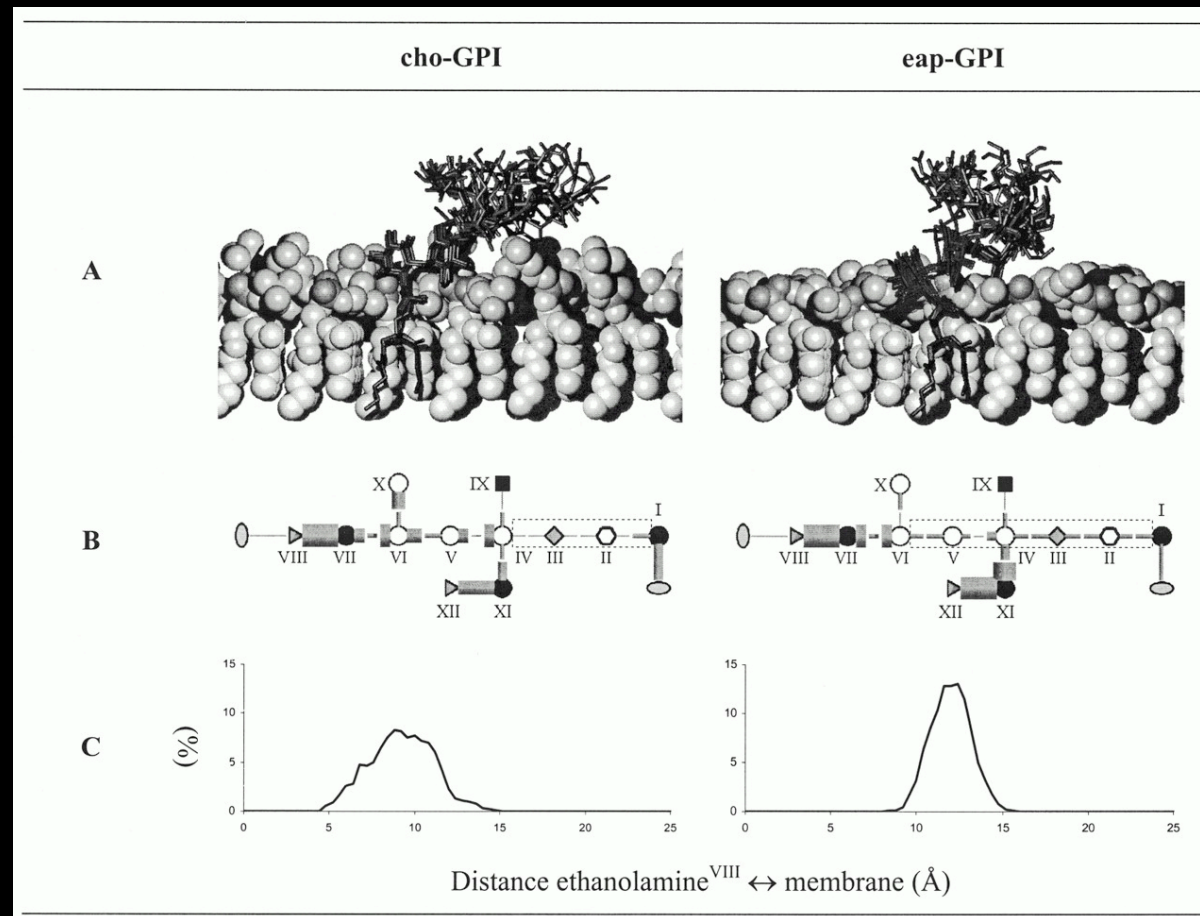 cho-GPI eap-GPI
A
B
X IX I X IX I
VIII VII VI V IV III II VIII VII VI V IV III II
XII XI XII XI
C
(%)
15 15
10 10
5 5
0 0
0 5 10 15 20 25 0 5 10 15 20 25
Distance ethanolamine^VIII ↔ membrane (Å)